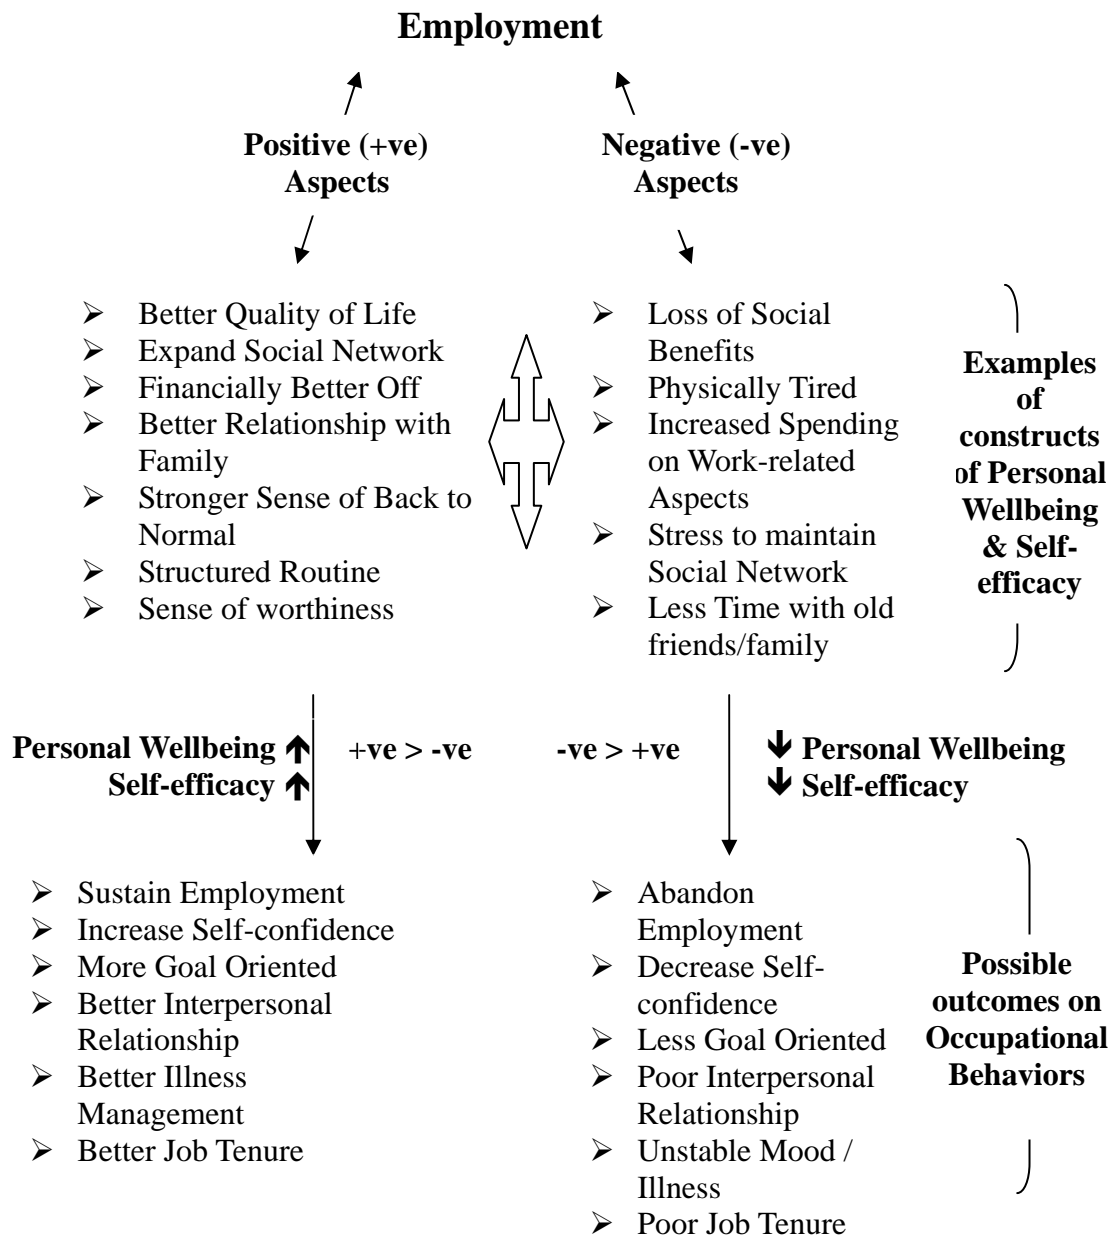 Employment
Positive (+ve)
Aspects
Negative (-ve)
Aspects
➢ Better Quality of Life
➢ Expand Social Network
➢ Financially Better Off
➢ Better Relationship with
Family
➢ Stronger Sense of Back to
Normal
➢ Structured Routine
➢ Sense of worthiness
➢ Loss of Social
Benefits
➢ Physically Tired
➢ Increased Spending
on Work-related
Aspects
➢ Stress to maintain
Social Network
➢ Less Time with old
friends/family
Examples
of
constructs
of Personal
Wellbeing
& Self-
efficacy
Personal Wellbeing ↑
Self-efficacy ↑
+ve > -ve
-ve > +ve
↓ Personal Wellbeing
↓ Self-efficacy
➢ Sustain Employment
➢ Increase Self-confidence
➢ More Goal Oriented
➢ Better Interpersonal
Relationship
➢ Better Illness
Management
➢ Better Job Tenure
➢ Abandon
Employment
➢ Decrease Self-
confidence
➢ Less Goal Oriented
➢ Poor Interpersonal
Relationship
➢ Unstable Mood /
Illness
➢ Poor Job Tenure
Possible
outcomes on
Occupational
Behaviors